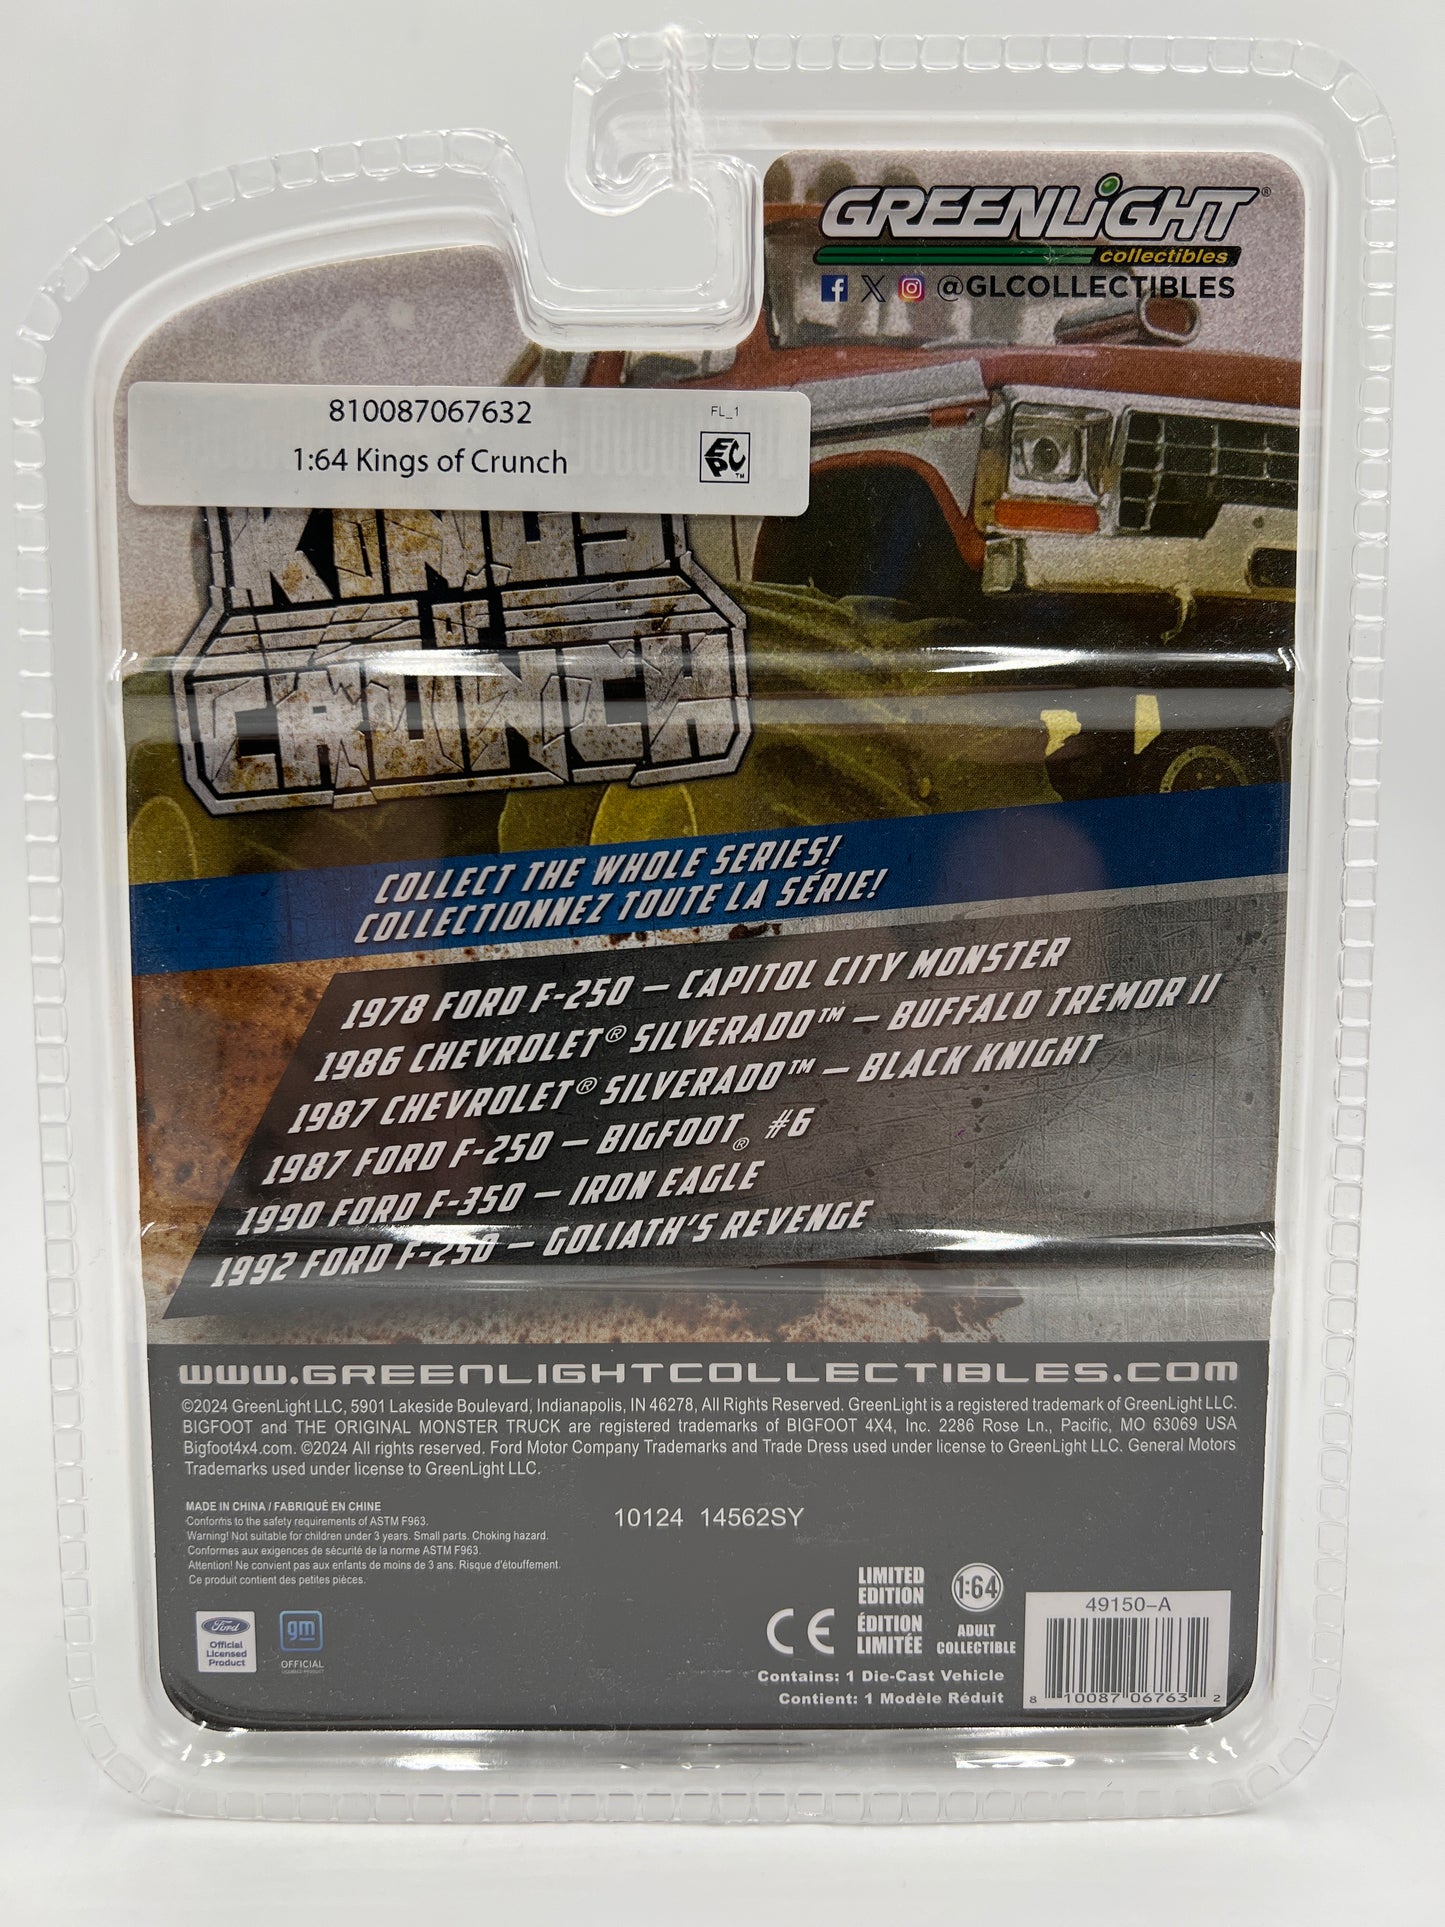 GREENLIGHT®
collectibles
@GLCOLLECTIBLES
810087067632
FL_1
1:64 Kings of Crunch
EPC™
KINGS
OF
CRUNCH
COLLECT THE WHOLE SERIES!
COLLECTIONNEZ TOUTE LA SÉRIE!
1978 FORD F-250 – CAPITOL CITY MONSTER
1986 CHEVROLET® SILVERADO™ – BUFFALO TREMOR II
1987 CHEVROLET® SILVERADO™ – BLACK KNIGHT
1987 FORD F-250 – BIGFOOT® #6
1990 FORD F-350 – IRON EAGLE
1992 FORD F-250 – GOLIATH'S REVENGE
WWW.GREENLIGHTCOLLECTIBLES.COM
©2024 GreenLight LLC, 5901 Lakeside Boulevard, Indianapolis, IN 46278, All Rights Reserved. GreenLight is a registered trademark of GreenLight LLC.
BIGFOOT and THE ORIGINAL MONSTER TRUCK are registered trademarks of BIGFOOT 4X4, Inc. 2286 Rose Ln., Pacific, MO 63069 USA
Bigfoot4x4.com. ©2024 All rights reserved. Ford Motor Company Trademarks and Trade Dress used under license to GreenLight LLC. General Motors
Trademarks used under license to GreenLight LLC.
MADE IN CHINA / FABRIQUÉ EN CHINE
Conforms to the safety requirements of ASTM F963.
Warning! Not suitable for children under 3 years. Small parts. Choking hazard.
Conformes aux exigences de sécurité de la norme ASTM F963.
Attention! Ne convient pas aux enfants de moins de 3 ans. Risque d'étouffement.
Ce produit contient des petites pièces.
10124 14562SY
Ford
Official
Licensed
Product
gm
OFFICIAL
LICENSED PRODUCT
CE
LIMITED
EDITION
ÉDITION
LIMITÉE
1:64
ADULT
COLLECTIBLE
Contains: 1 Die-Cast Vehicle
Contient: 1 Modèle Réduit
49150-A
8 10087 06763 2